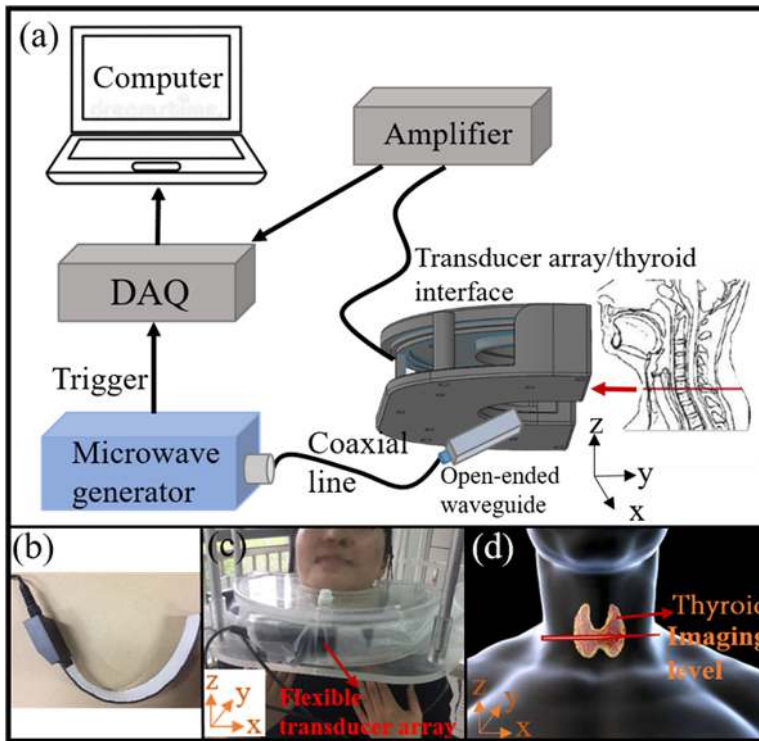 (a)
Computer
dreamstime.
Amplifier
DAQ
Transducer array/thyroid
interface
Trigger
Microwave
generator
Coaxial
line
Open-ended
waveguide
z
y
x
(b)
(c)
Flexible
transducer array
z
y
x
(d)
Thyroid
Imaging
level
z
y
x